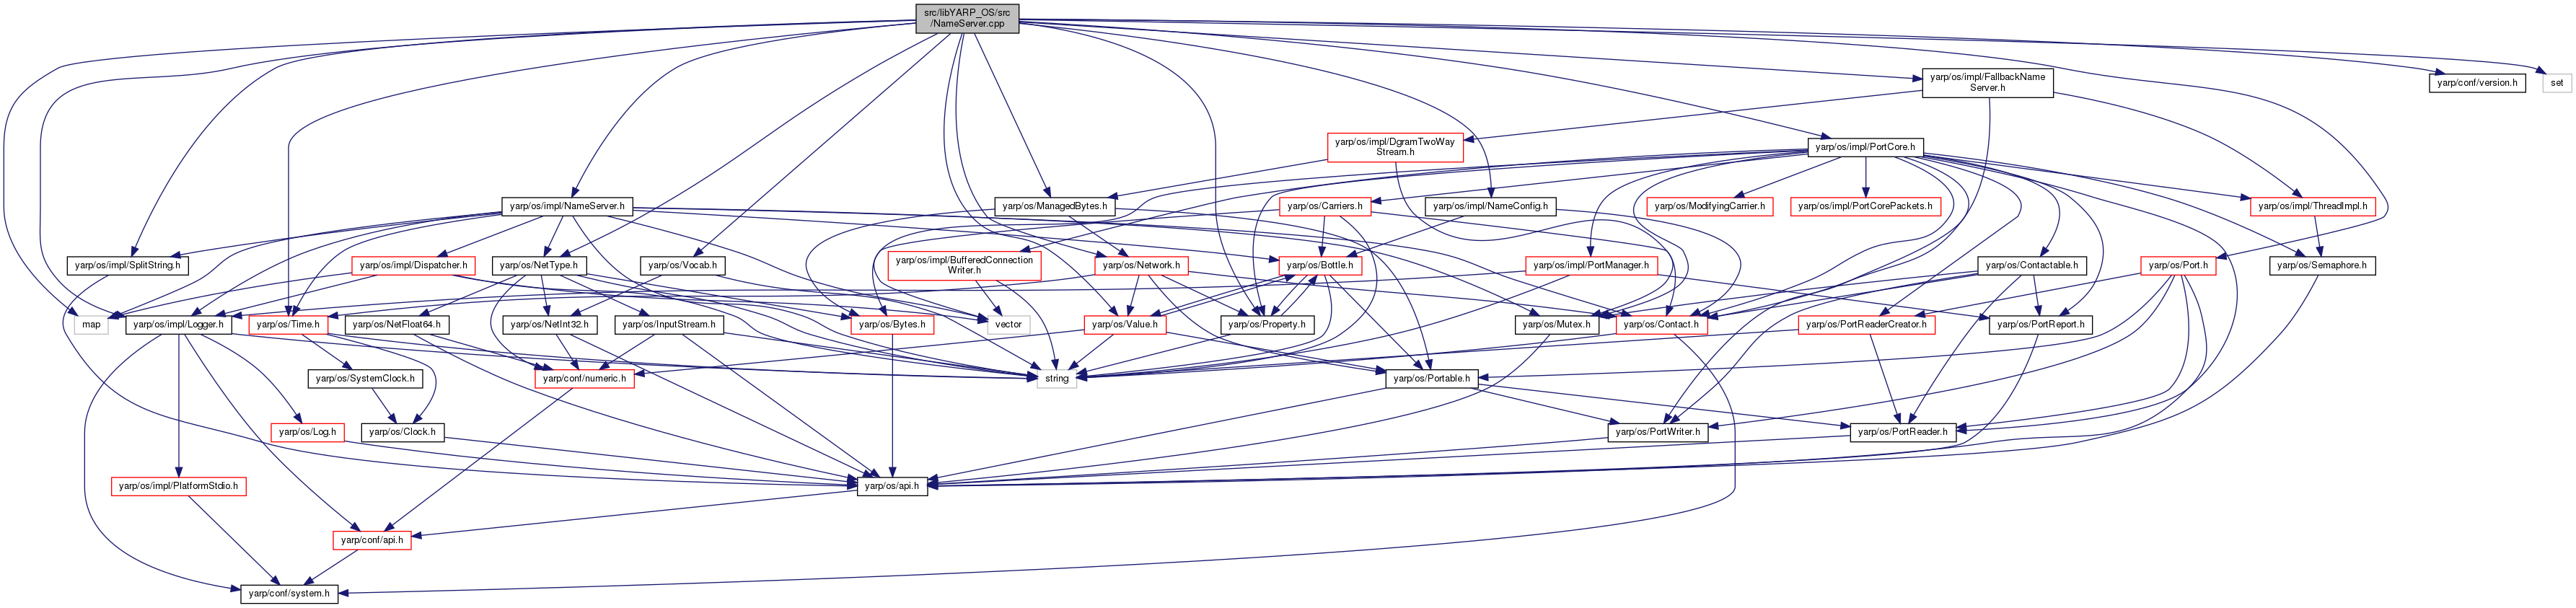 src/libYARP_OS/src
/NameServer.cpp
yarp/os/impl/FallbackName
Server.h
yarp/conf/version.h
set
yarp/os/impl/DgramTwoWay
Stream.h
yarp/os/impl/PortCore.h
yarp/os/impl/NameServer.h
yarp/os/ManagedBytes.h
yarp/os/Carriers.h
yarp/os/impl/NameConfig.h
yarp/os/ModifyingCarrier.h
yarp/os/impl/PortCorePackets.h
yarp/os/impl/ThreadImpl.h
yarp/os/impl/SplitString.h
yarp/os/impl/Dispatcher.h
yarp/os/NetType.h
yarp/os/Vocab.h
yarp/os/impl/BufferedConnection
Writer.h
yarp/os/Network.h
yarp/os/Bottle.h
yarp/os/impl/PortManager.h
yarp/os/Contactable.h
yarp/os/Port.h
yarp/os/Semaphore.h
map
yarp/os/impl/Logger.h
yarp/os/Time.h
yarp/os/NetFloat64.h
yarp/os/NetInt32.h
yarp/os/InputStream.h
yarp/os/Bytes.h
vector
yarp/os/Value.h
yarp/os/Property.h
yarp/os/Mutex.h
yarp/os/Contact.h
yarp/os/PortReaderCreator.h
yarp/os/PortReport.h
yarp/os/SystemClock.h
yarp/conf/numeric.h
string
yarp/os/Portable.h
yarp/os/Log.h
yarp/os/Clock.h
yarp/os/PortWriter.h
yarp/os/PortReader.h
yarp/os/impl/PlatformStdio.h
yarp/os/api.h
yarp/conf/api.h
yarp/conf/system.h